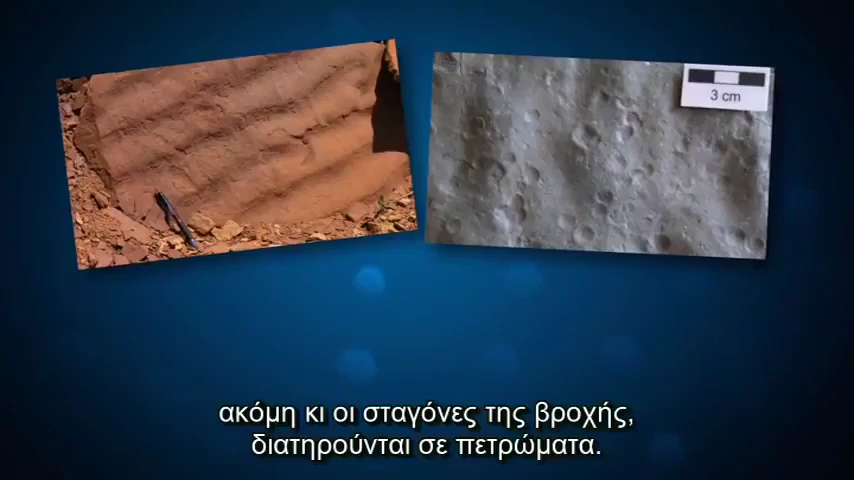 3 cm
ακόμη κι οι σταγόνες της βροχής,
διατηρούνται σε πετρώματα.